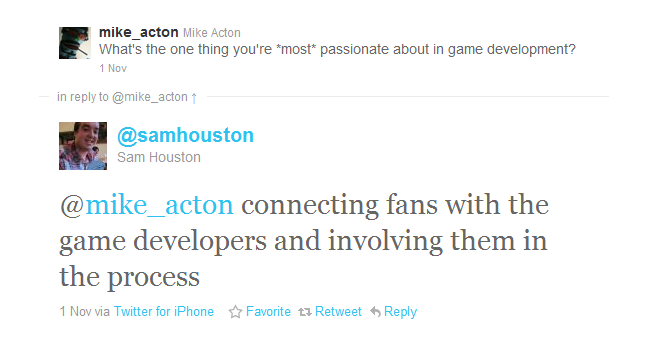 mike_acton Mike Acton
What's the one thing you're *most* passionate about in game development?
1 Nov
in reply to @mike_acton ↑
@samhouston
Sam Houston
@mike_acton connecting fans with the
game developers and involving them in
the process
1 Nov via Twitter for iPhone Favorite Retweet Reply